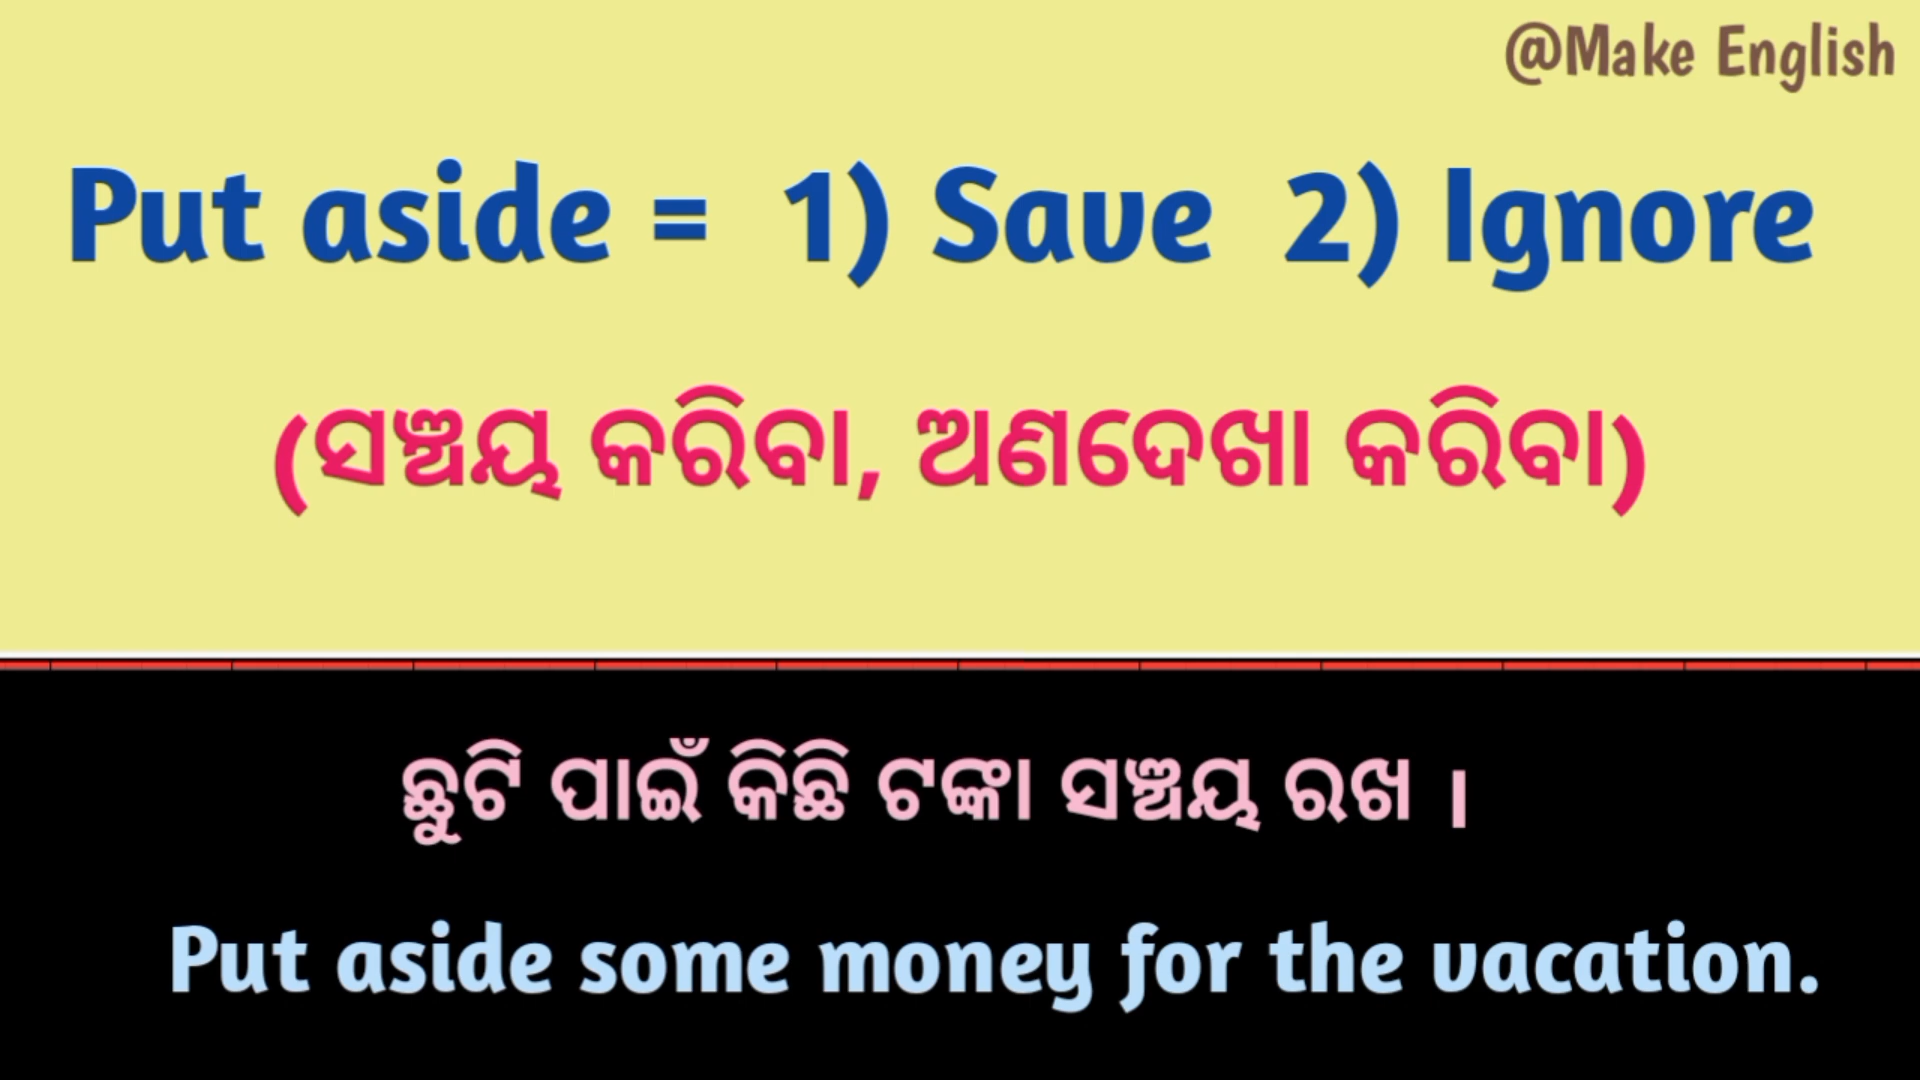 @Make English
Put aside = 1) Save 2) Ignore
(ସଞ୍ଚୟ କରିବା, ଅଣଦେଖା କରିବା)
ଛୁଟି ପାଇଁ କିଛି ଟଙ୍କା ସଞ୍ଚୟ ରଖ ।
Put aside some money for the vacation.